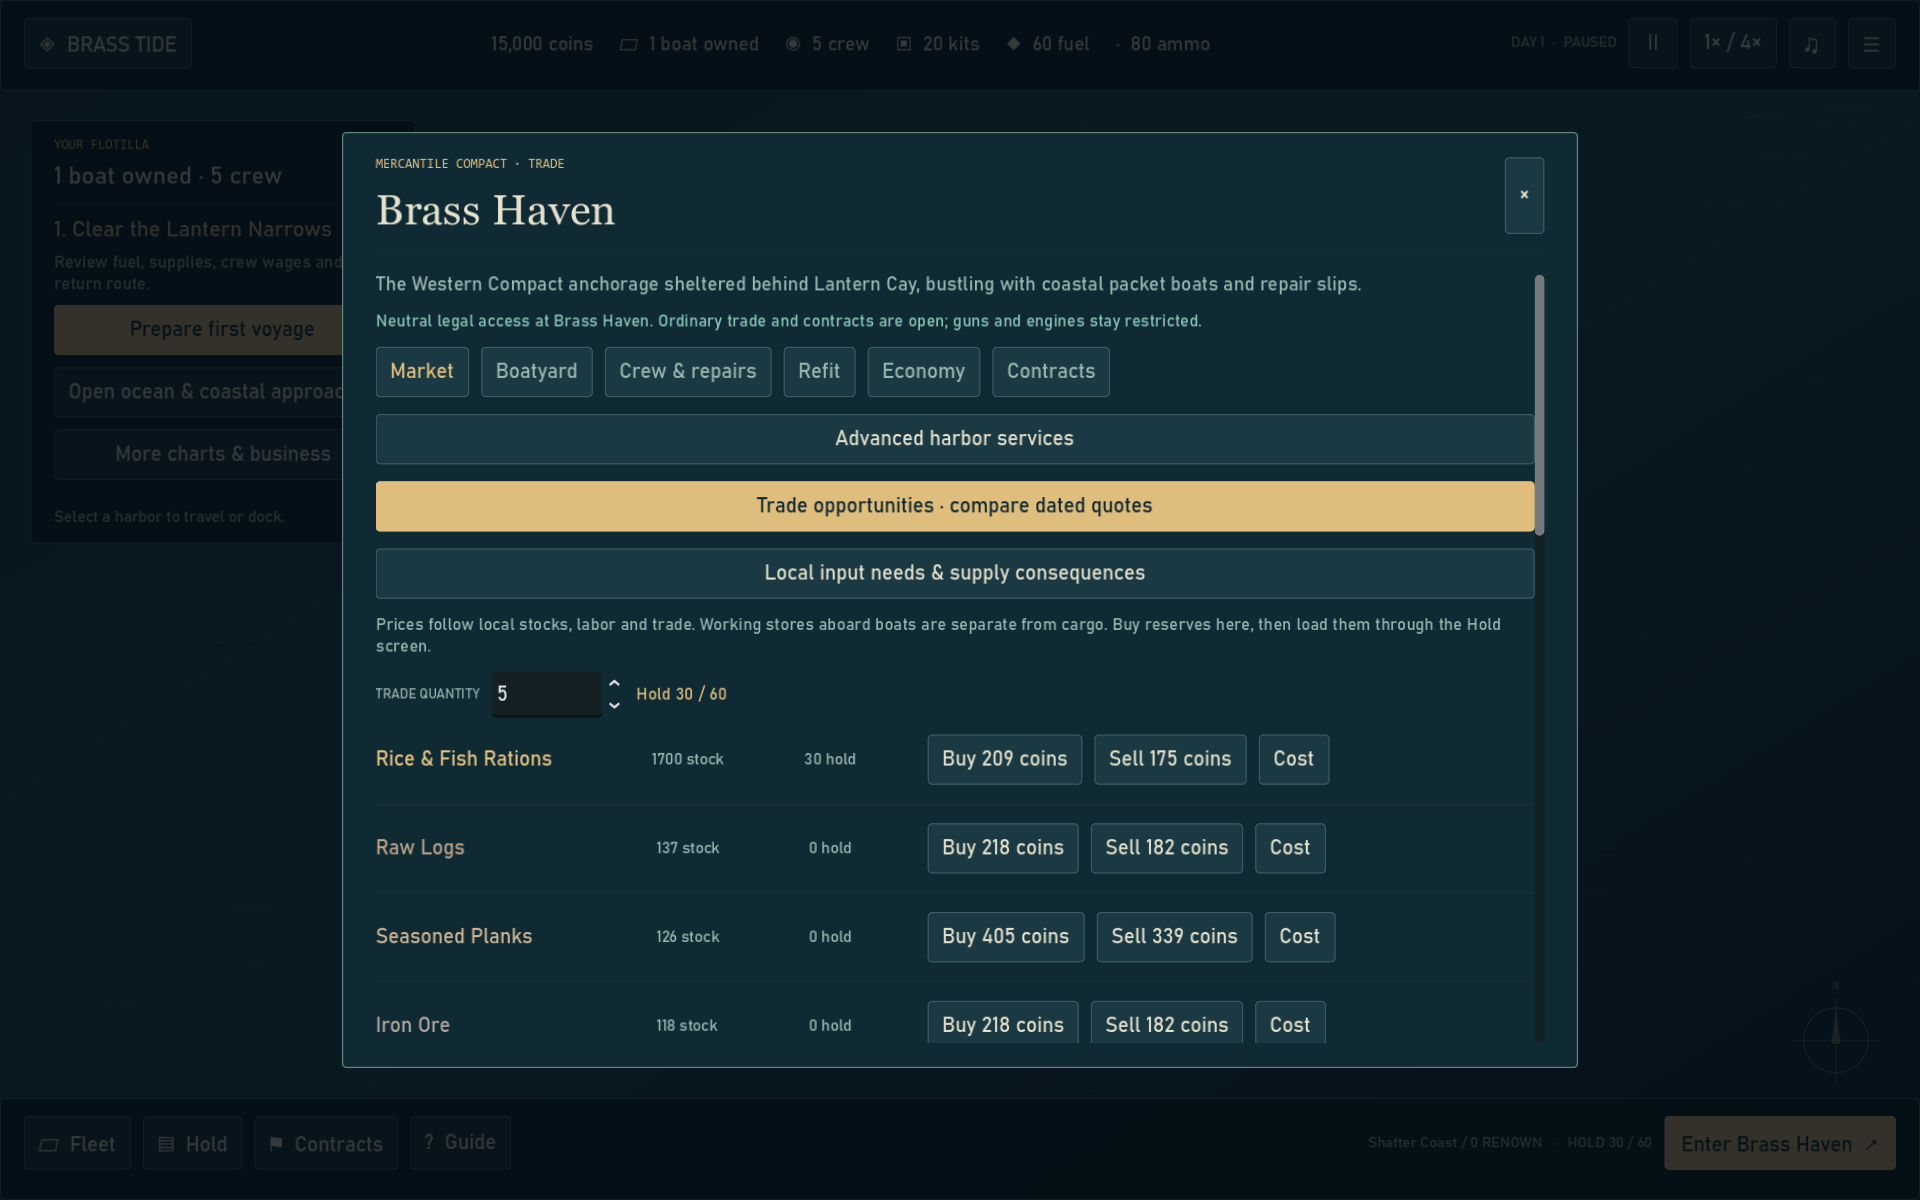 BRASS TIDE
15,000 coins
1 boat owned
5 crew
20 kits
60 fuel
· 80 ammo
DAY 1 · PAUSED
1× / 4×
YOUR FLOTILLA
1 boat owned · 5 crew
1. Clear the Lantern Narrows
Review fuel, supplies, crew wages and
return route.
Prepare first voyage
Open ocean & coastal approac
More charts & business
Select a harbor to travel or dock.
MERCANTILE COMPACT · TRADE
Brass Haven
×
The Western Compact anchorage sheltered behind Lantern Cay, bustling with coastal packet boats and repair slips.
Neutral legal access at Brass Haven. Ordinary trade and contracts are open; guns and engines stay restricted.
Market
Boatyard
Crew & repairs
Refit
Economy
Contracts
Advanced harbor services
Trade opportunities · compare dated quotes
Local input needs & supply consequences
Prices follow local stocks, labor and trade. Working stores aboard boats are separate from cargo. Buy reserves here, then load them through the Hold
screen.
TRADE QUANTITY 5 Hold 30 / 60
Rice & Fish Rations 1700 stock 30 hold Buy 209 coins Sell 175 coins Cost
Raw Logs 137 stock 0 hold Buy 218 coins Sell 182 coins Cost
Seasoned Planks 126 stock 0 hold Buy 405 coins Sell 339 coins Cost
Iron Ore 118 stock 0 hold Buy 218 coins Sell 182 coins Cost
N
Fleet
Hold
Contracts
? Guide
Shatter Coast / 0 RENOWN · HOLD 30 / 60
Enter Brass Haven ↗